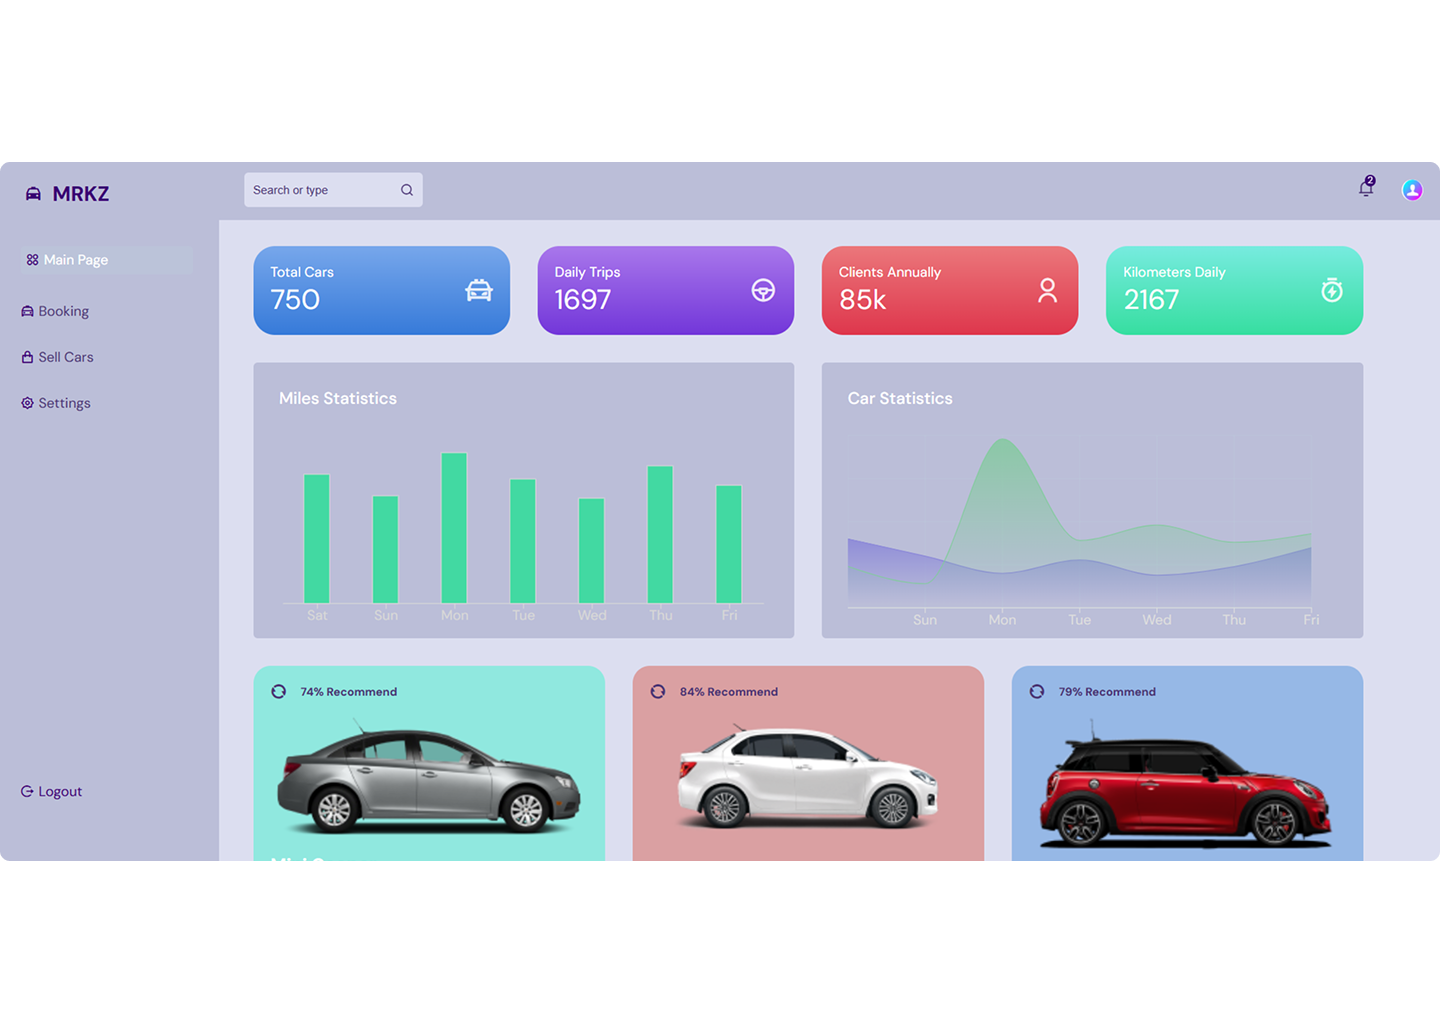 MRKZ
Search or type
2
Main Page
Booking
Sell Cars
Settings
Logout
Total Cars
750
Daily Trips
1697
Clients Annually
85k
Kilometers Daily
2167
Miles Statistics
Sat Sun Mon Tue Wed Thu Fri
Car Statistics
Sun Mon Tue Wed Thu Fri
74% Recommend
84% Recommend
79% Recommend